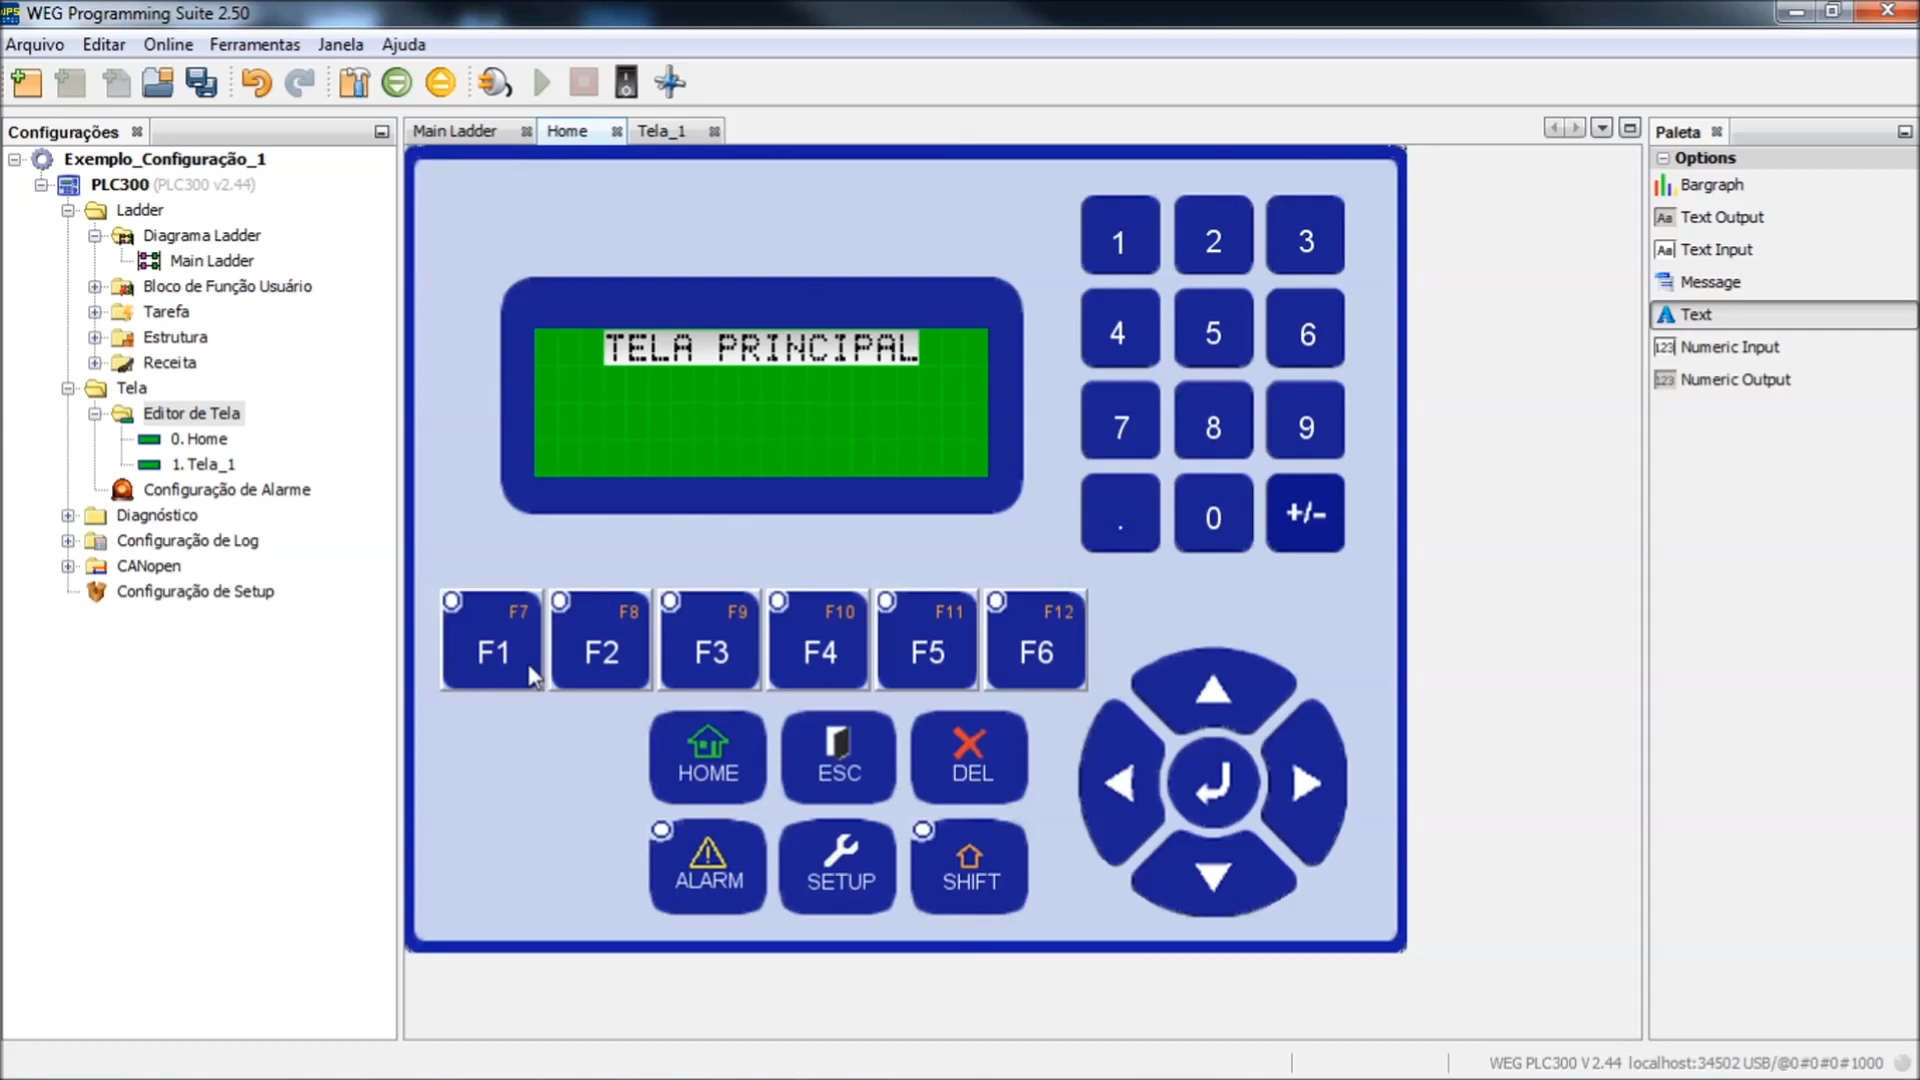 WEG Programming Suite 2.50
Arquivo Editar Online Ferramentas Janela Ajuda
Configurações
Exemplo_Configuração_1
PLC300 (PLC300 v2.44)
Ladder
Diagrama Ladder
Main Ladder
Bloco de Função Usuário
Tarefa
Estrutura
Receita
Tela
Editor de Tela
0. Home
1. Tela_1
Configuração de Alarme
Diagnóstico
Configuração de Log
CANopen
Configuração de Setup
Main Ladder Home Tela_1
TELA PRINCIPAL
1 2 3
4 5 6
7 8 9
. 0 +/-
F7 F8 F9 F10 F11 F12
F1 F2 F3 F4 F5 F6
HOME ESC DEL
ALARM SETUP SHIFT
Paleta
Options
Bargraph
Aa Text Output
Aa Text Input
Message
A Text
123 Numeric Input
123 Numeric Output
WEG PLC300 V2.44 localhost:34502 USB/@0#0#0#1000